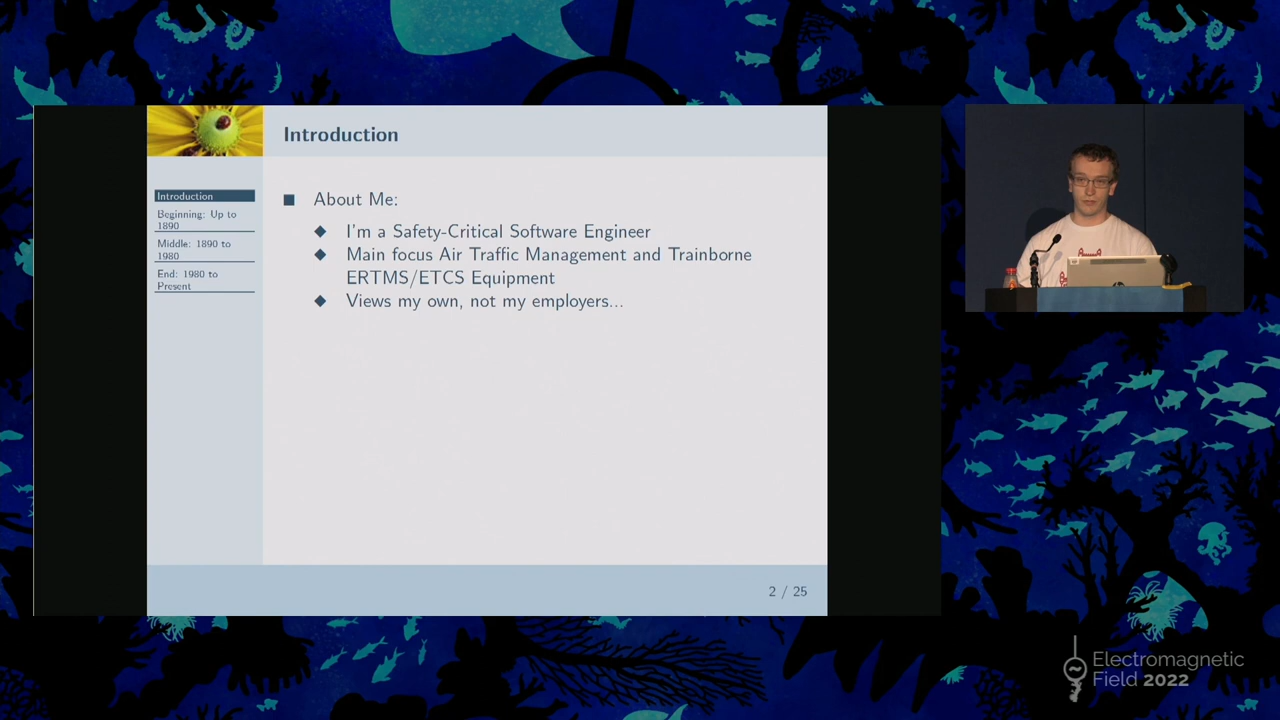 Introduction
Introduction
Beginning: Up to
1890
Middle: 1890 to
1980
End: 1980 to
Present
■ About Me:
◆ I'm a Safety-Critical Software Engineer
◆ Main focus Air Traffic Management and Trainborne
ERTMS/ETCS Equipment
◆ Views my own, not my employers...
2 / 25
Electromagnetic
Field 2022